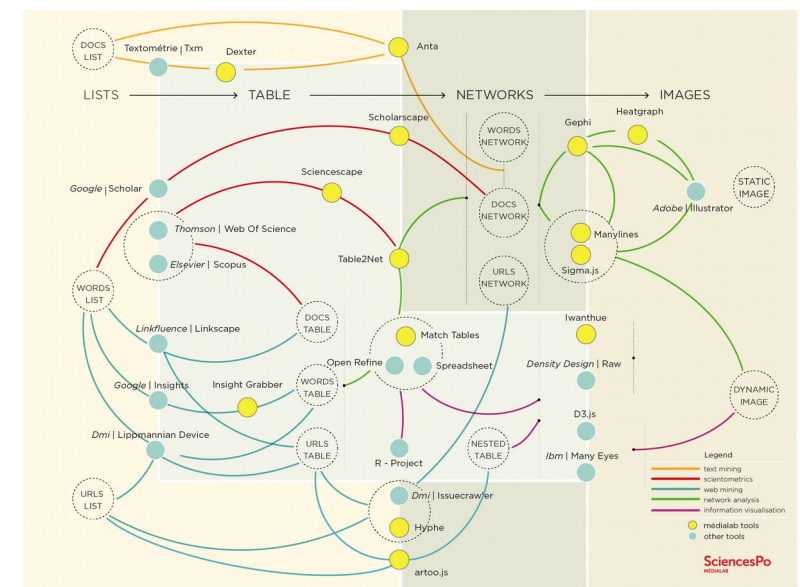 DOCS
LIST
Textométrie | Txm
Dexter
Anta
LISTS
TABLE
NETWORKS
IMAGES
Scholarscape
WORDS
NETWORK
Gephi
Heatgraph
Google | Scholar
Sciencescape
DOCS
NETWORK
STATIC
IMAGE
Adobe | Illustrator
Thomson | Web Of Science
Elsevier | Scopus
Table2Net
Manylines
Sigma.js
WORDS
LIST
URLS
NETWORK
DOCS
TABLE
Linkfluence | Linkscape
Match Tables
Iwanthue
Open Refine
Spreadsheet
Density Design | Raw
Google | Insights
Insight Grabber
WORDS
TABLE
DYNAMIC
IMAGE
D3.js
Dmi | Lippmannian Device
URLS
TABLE
R - Project
NESTED
TABLE
Ibm | Many Eyes
Legend
text mining
scientometrics
web mining
network analysis
information visualisation
médialab tools
other tools
URLS
LIST
Dmi | Issuecrawler
Hyphe
artoo.js
SciencesPo
MÉDIALAB